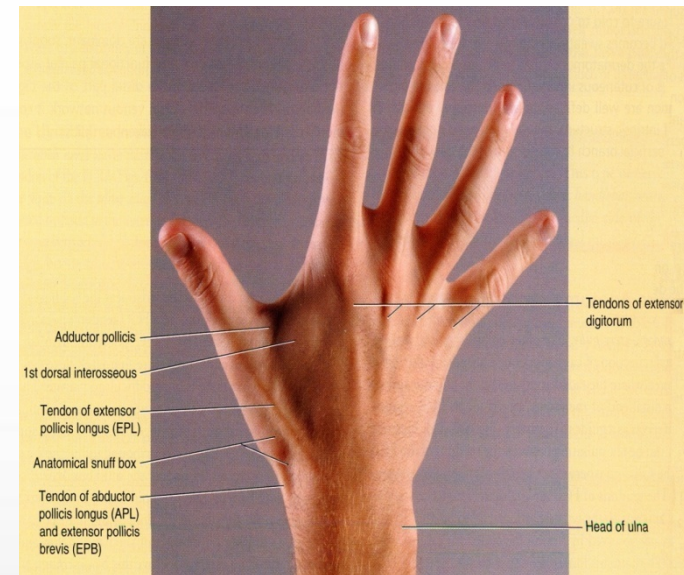 Adductor pollicis
1st dorsal interosseous
Tendon of extensor
pollicis longus (EPL)
Anatomical snuff box
Tendon of abductor
pollicis longus (APL)
and extensor pollicis
brevis (EPB)
Tendons of extensor
digitorum
Head of ulna